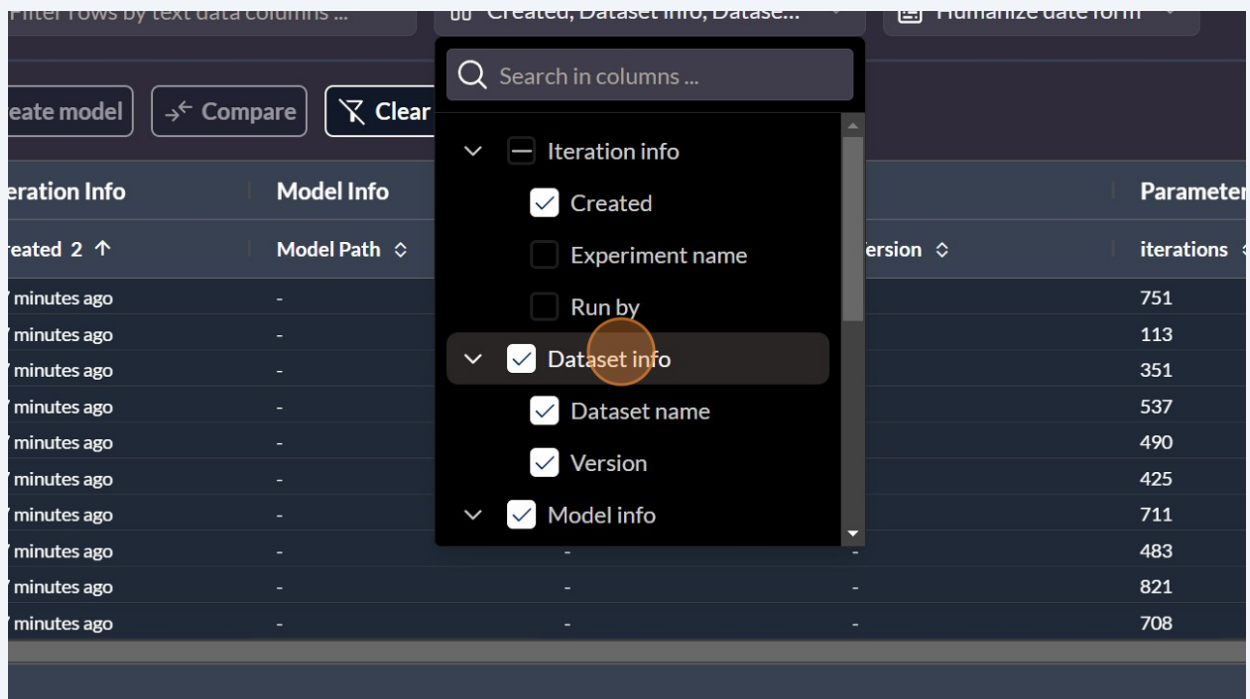 Filter rows by text data columns ...
Created, Dataset info, Datase...
Humanize date form
Search in columns ...
eate model
Compare
Clear
Iteration info
Created
Experiment name
Run by
Dataset info
Dataset name
Version
Model info
eration Info Model Info Parameter
reated 2 Model Path ersion iterations
minutes ago - 751
minutes ago - 113
minutes ago - 351
minutes ago - 537
minutes ago - 490
minutes ago - 425
minutes ago - 711
minutes ago - - - 483
minutes ago - - - 821
minutes ago - - - 708